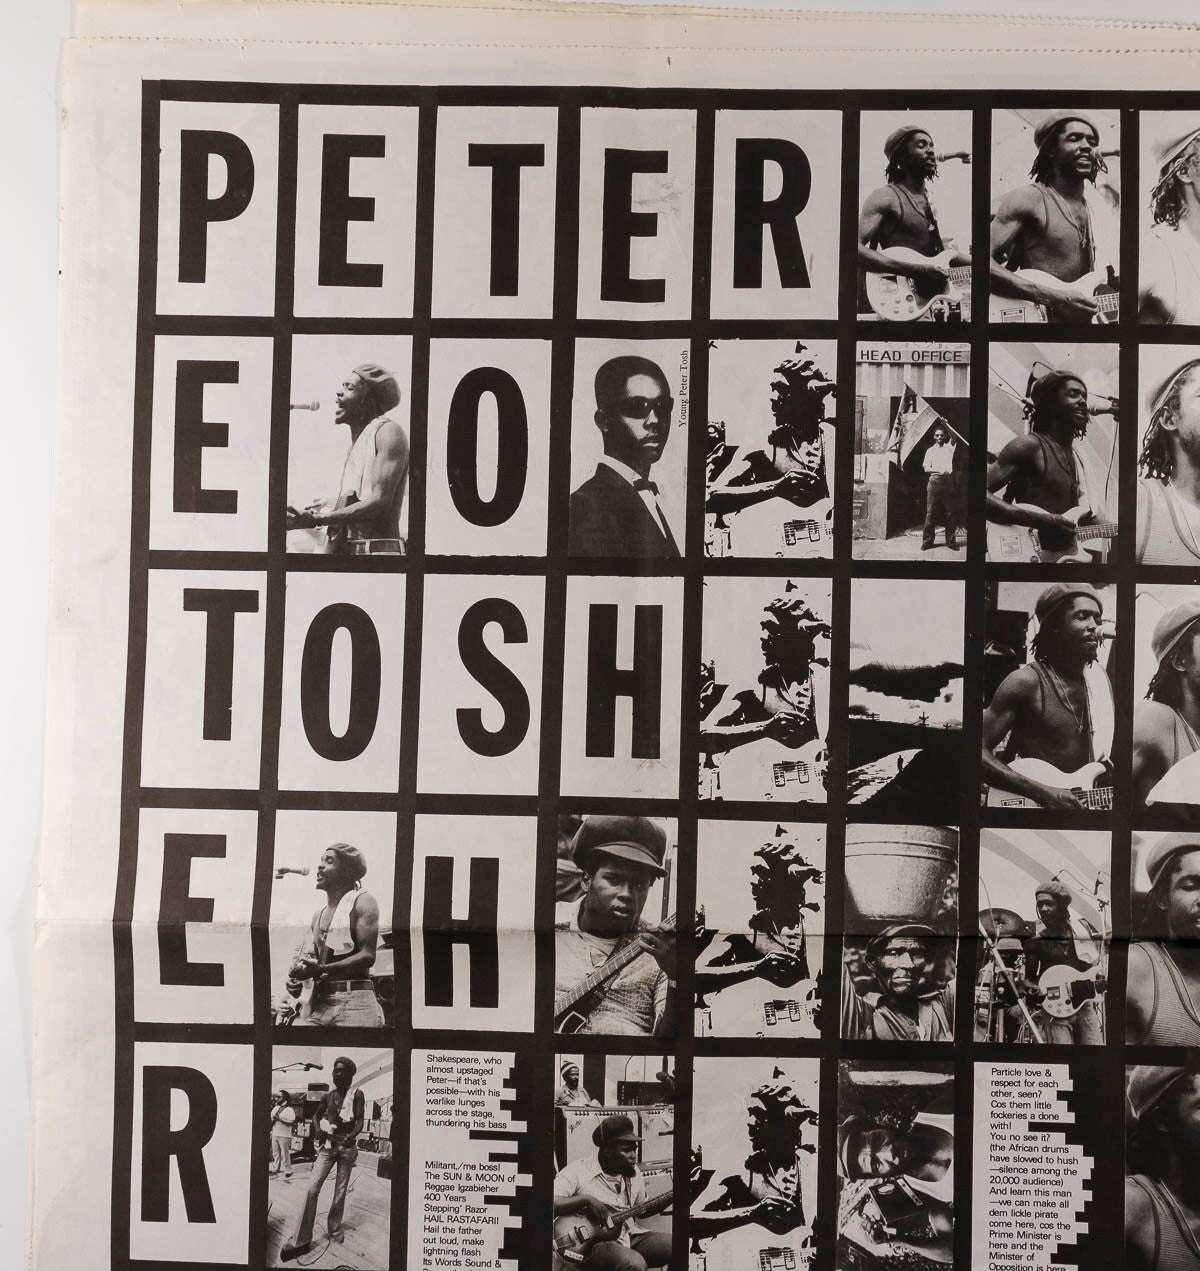 PETER
E O
Young Peter Tosh
HEAD OFFICE
TOSH
E H
R
Shakespeare, who
almost upstaged
Peter—if that's
possible—with his
warlike lunges
across the stage,
thundering his bass
Militant,/me boss!
The SUN & MOON of
Reggae Igzabieher
400 Years
Stepping' Razor
HAIL RASTAFARI!
Hail the father
out loud, make
lightning flash
Its Words Sound &
Particle love &
respect for each
other, seen?
Cos them little
fockeries a done
with!
You no see it?
(the African drums
have slowed to hush
—silence among the
20,000 audience)
And learn this man
—we can make all
dem lickle pirate
come here, cos the
Prime Minister is
here and the
Minister of
Opposition is here